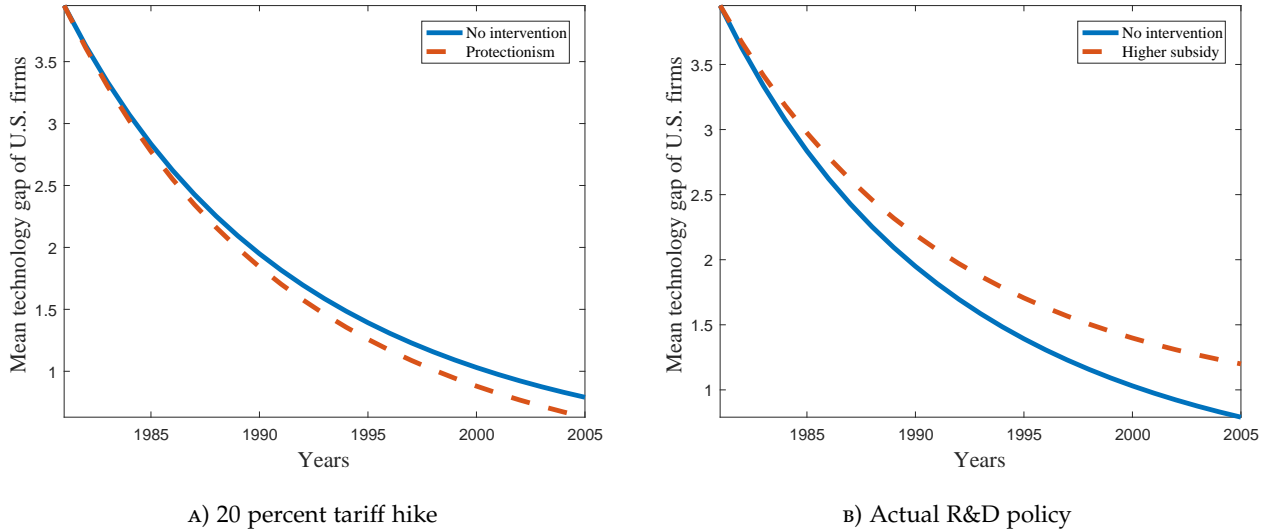 Mean technology gap of U.S. firms
3.5
3
2.5
2
1.5
1
No intervention
Protectionism
1985
1990
1995
2000
2005
Years
A) 20 percent tariff hike
Mean technology gap of U.S. firms
3.5
3
2.5
2
1.5
1
No intervention
Higher subsidy
1985
1990
1995
2000
2005
Years
B) Actual R&D policy